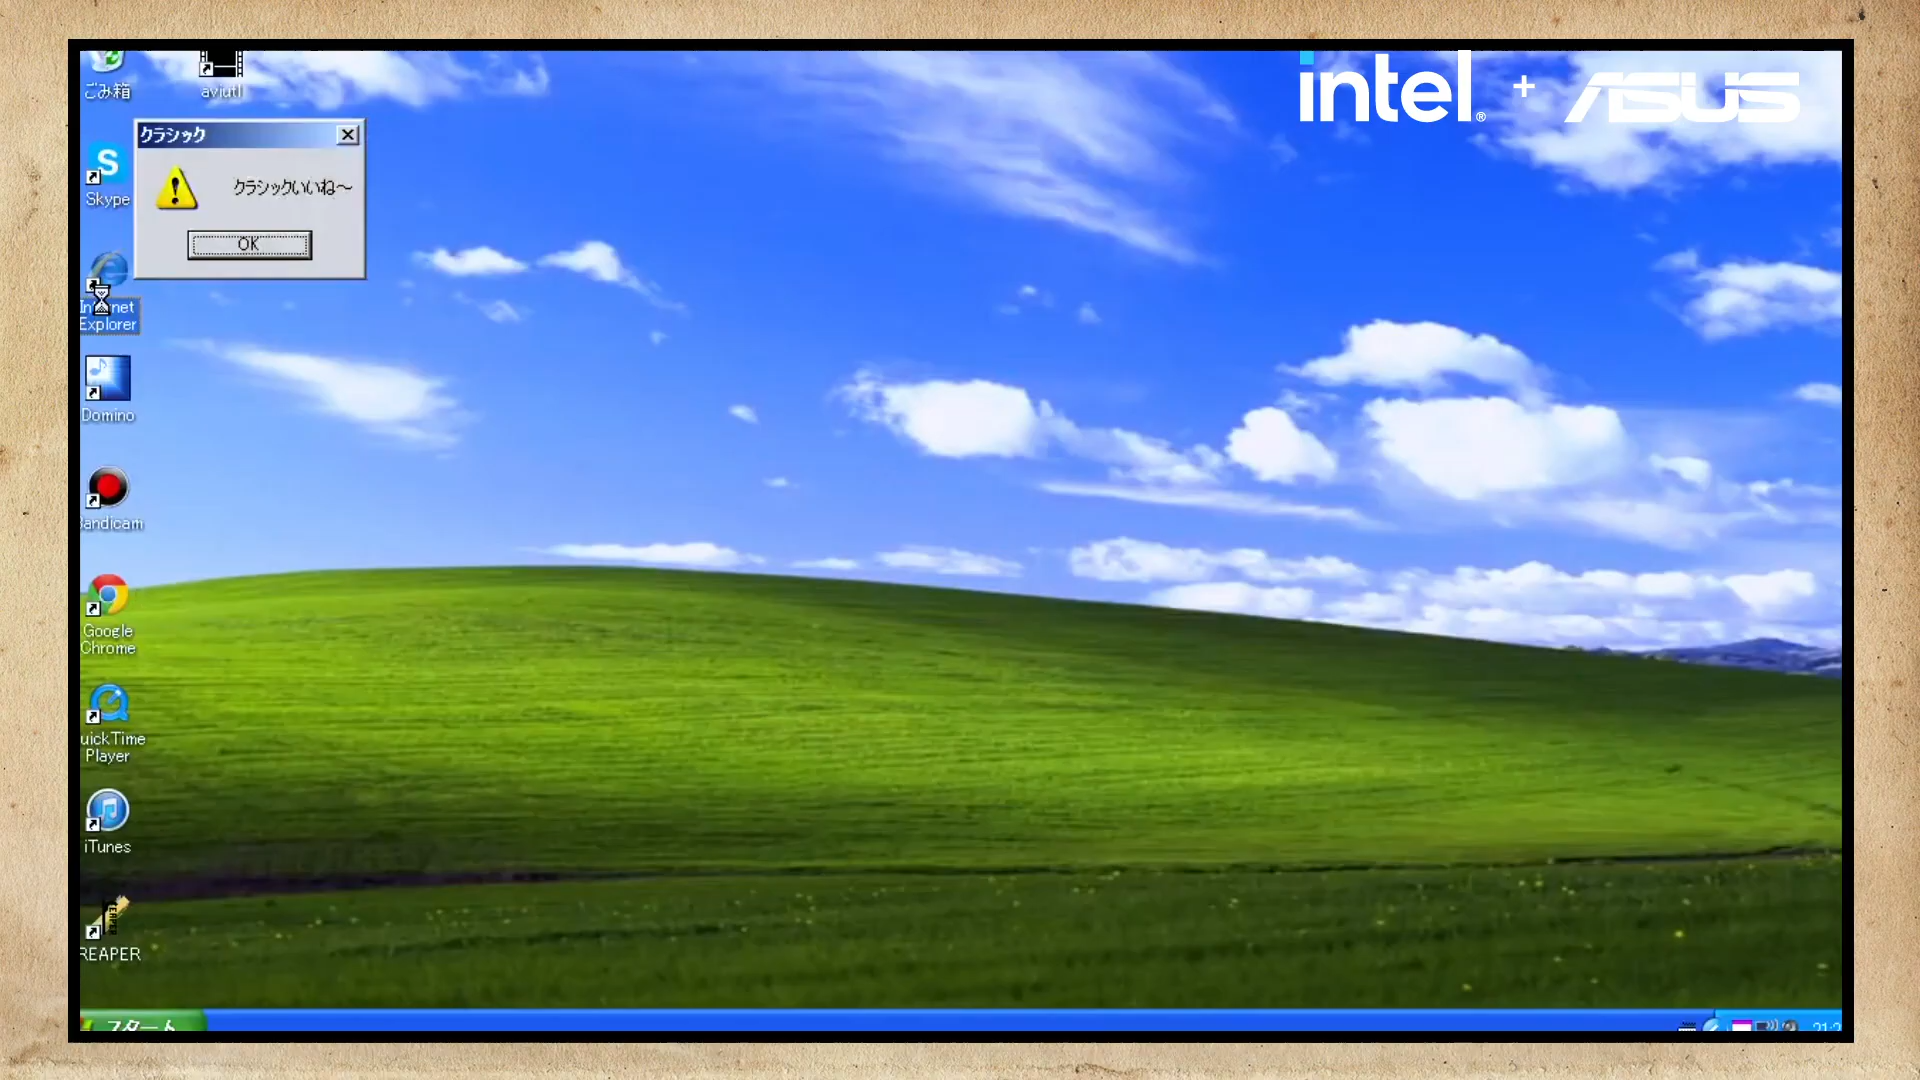 ごみ箱
aviutl
intel® + ASUS
クラシック
クラシックいいね～
OK
Skype
Internet
Explorer
Domino
Bandicam
Google
Chrome
QuickTime
Player
iTunes
REAPER
スタート